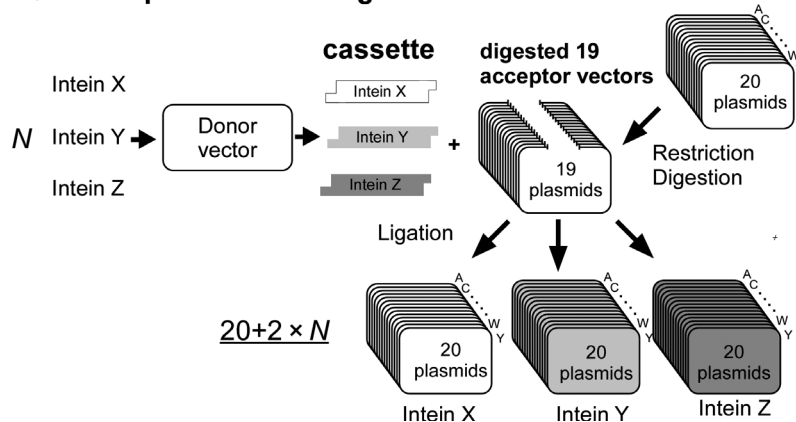 cassette
digested 19
acceptor vectors
Intein X
N Intein Y
Intein Z
Donor
vector
Intein X
Intein Y
Intein Z
+
19
plasmids
A
C
W
20
plasmids
Restriction
Digestion
Ligation
+
20+2 × N
A
C
W
Y
20
plasmids
Intein X
A
C
W
Y
20
plasmids
Intein Y
A
C
W
Y
20
plasmids
Intein Z